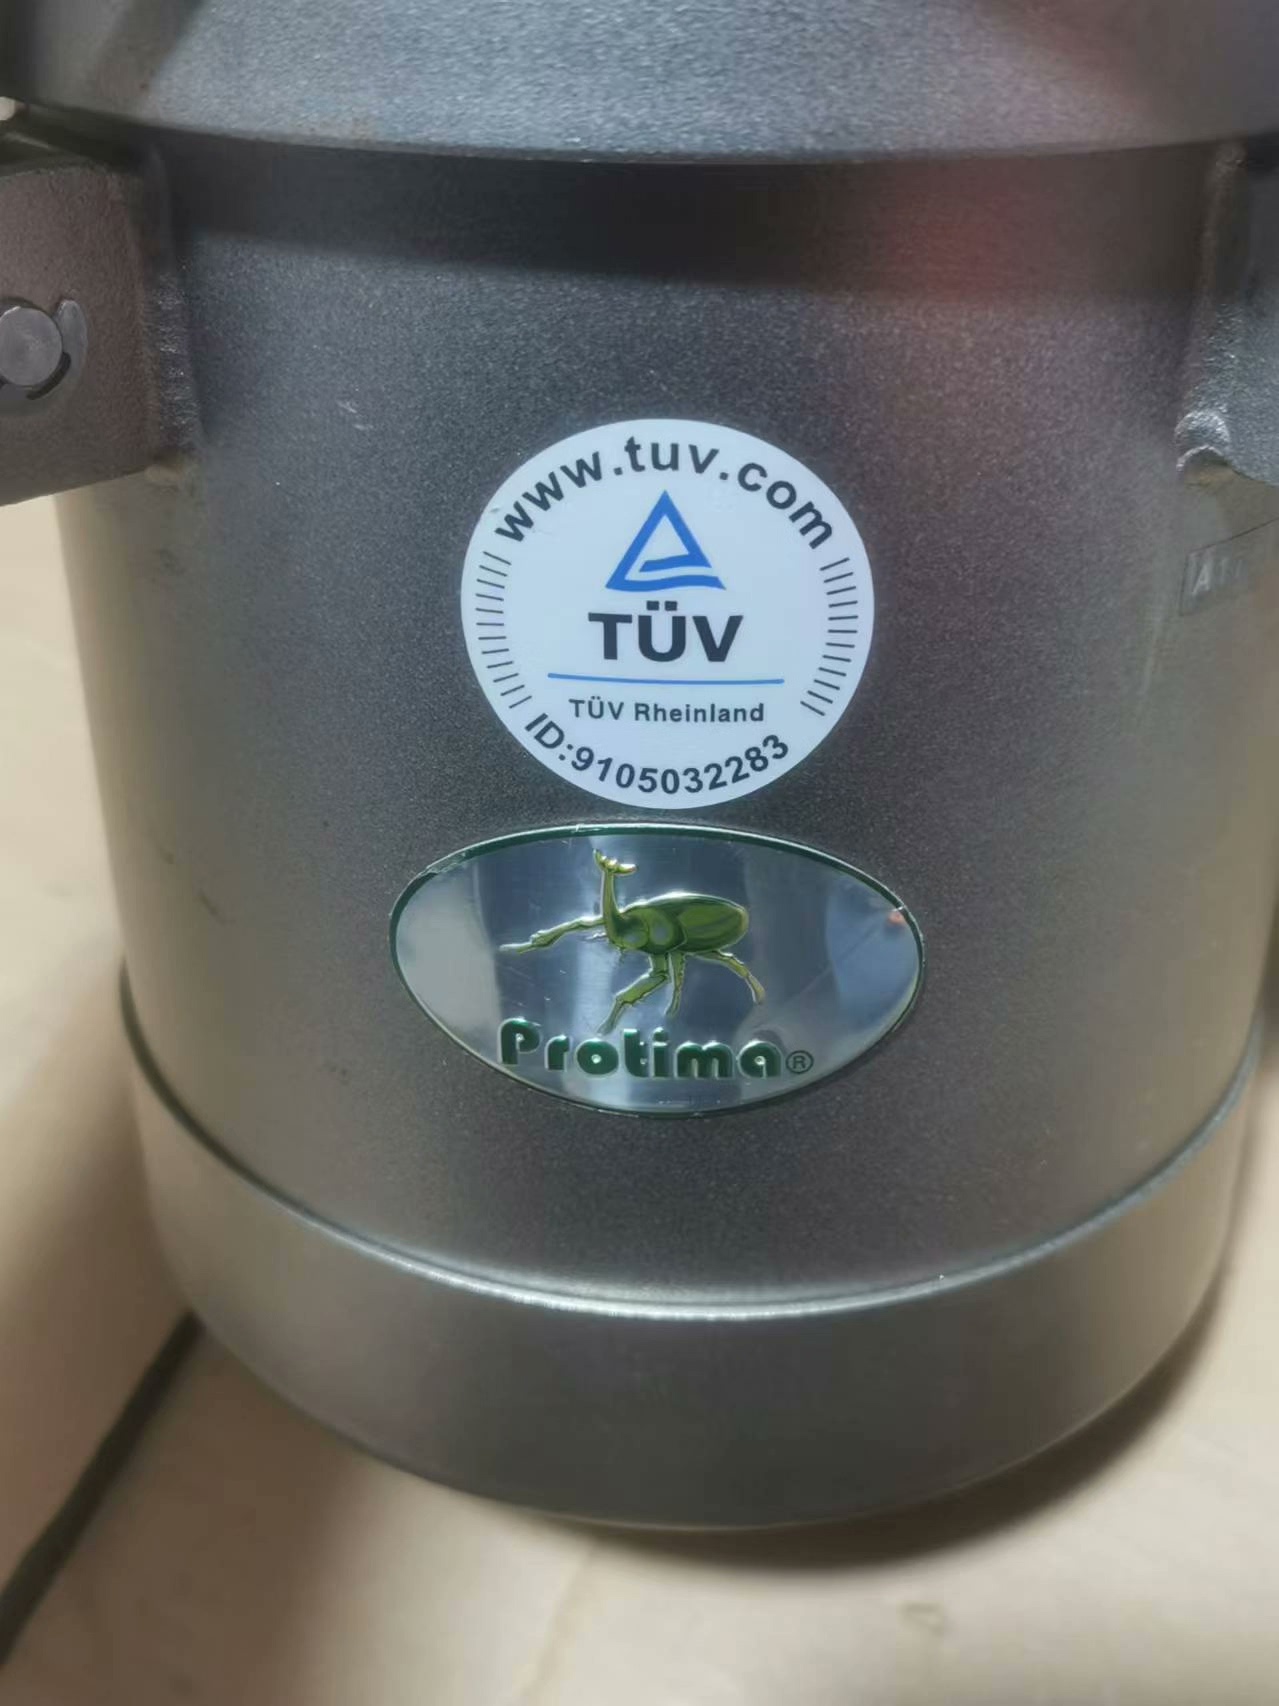 www.tuv.com
TÜV
TÜV Rheinland
ID:9105032283
Protima®